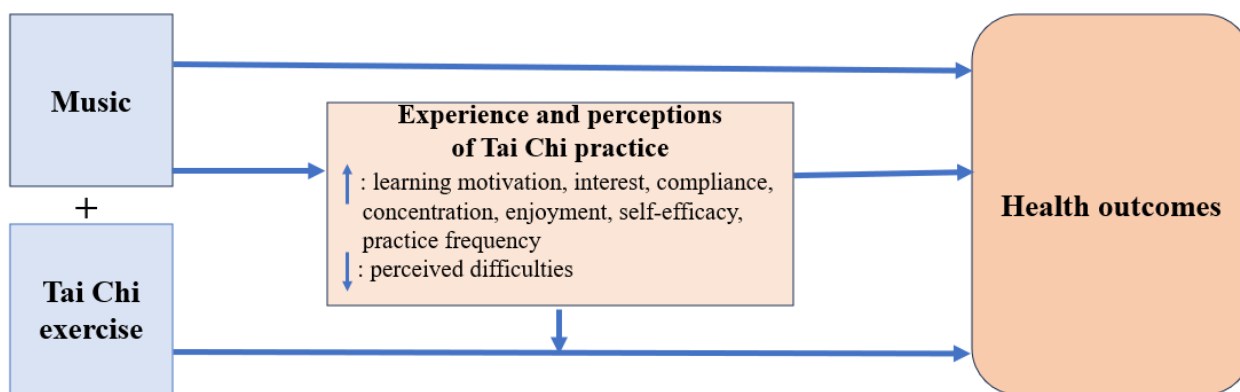 Music
+
Tai Chi
exercise
Experience and perceptions
of Tai Chi practice
: learning motivation, interest, compliance,
concentration, enjoyment, self-efficacy,
practice frequency
: perceived difficulties
Health outcomes